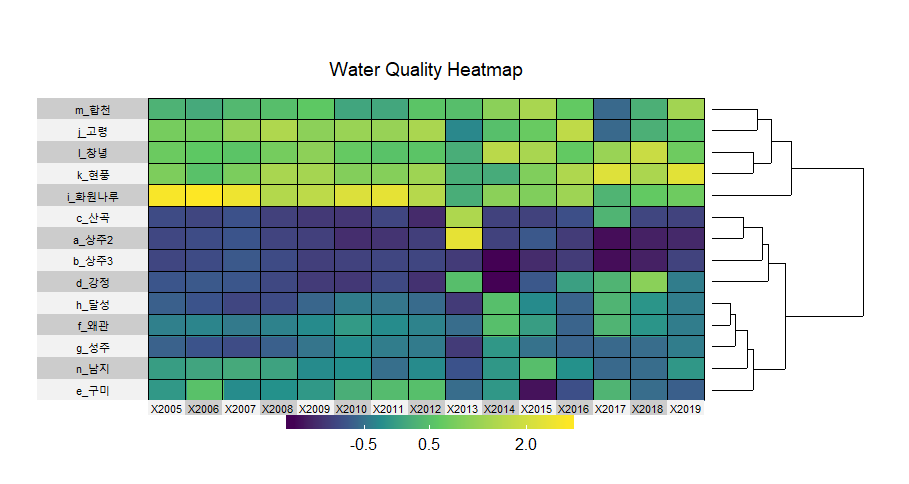 Water Quality Heatmap
m_합천
j_고령
l_창녕
k_현풍
i_화원나루
c_산곡
a_상주2
b_상주3
d_강정
h_달성
f_왜관
g_성주
n_남지
e_구미
X2005 X2006 X2007 X2008 X2009 X2010 X2011 X2012 X2013 X2014 X2015 X2016 X2017 X2018 X2019
-0.5 0.5 2.0